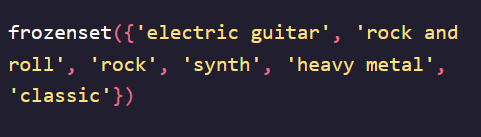 frozenset({'electric guitar', 'rock and
roll', 'rock', 'synth', 'heavy metal',
'classic'})